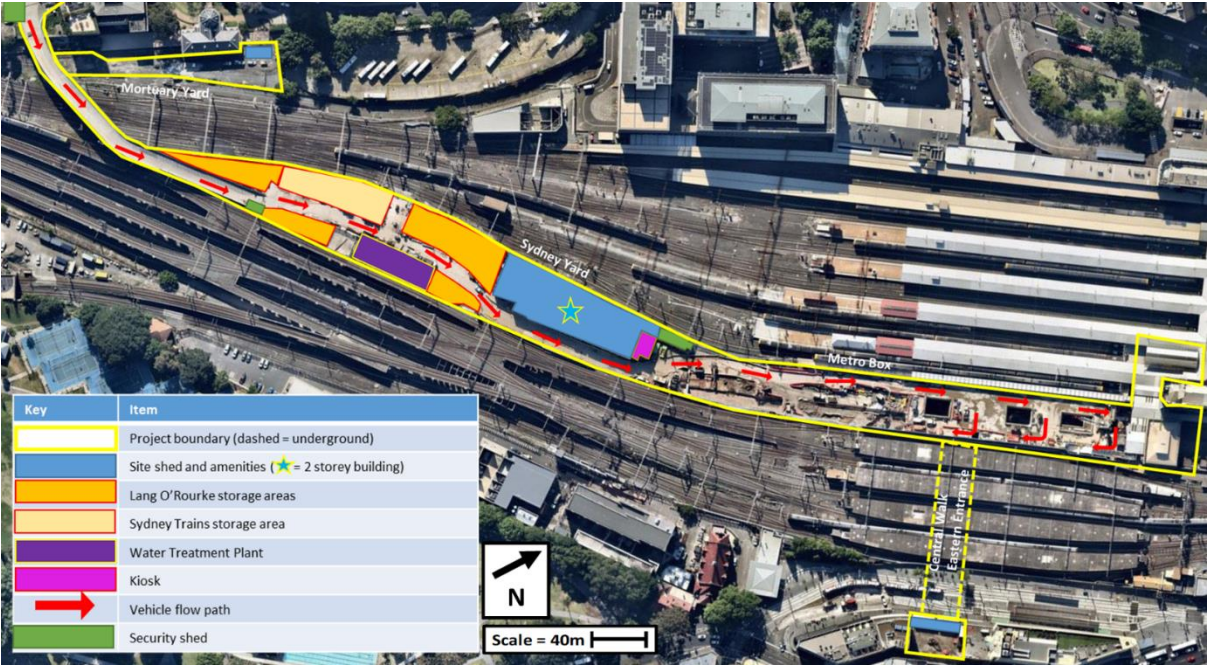 Mortuary Yard
Sydney Yard
Metro Box
Central Walk
Eastern Entrance
Key Item
Project boundary (dashed = underground)
Site shed and amenities ( = 2 storey building)
Lang O’Rourke storage areas
Sydney Trains storage area
Water Treatment Plant
Kiosk
Vehicle flow path
Security shed
N
Scale = 40m